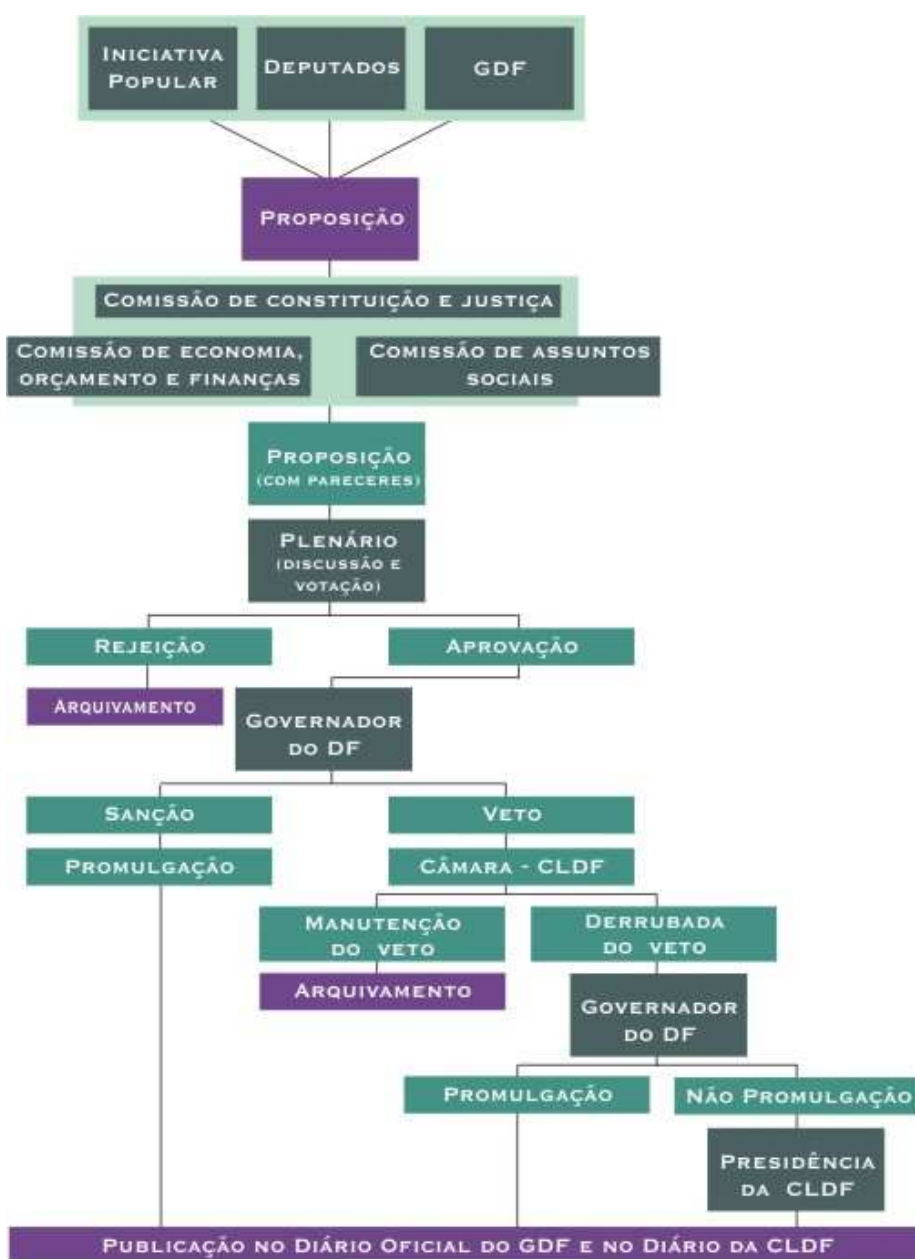 INICIATIVA
POPULAR
DEPUTADOS
GDF
PROPOSIÇÃO
COMISSÃO DE CONSTITUIÇÃO E JUSTIÇA
COMISSÃO DE ECONOMIA,
ORÇAMENTO E FINANÇAS
COMISSÃO DE ASSUNTOS
SOCIAIS
PROPOSIÇÃO
(COM PARECERES)
PLENÁRIO
(DISCUSSÃO E
VOTAÇÃO)
REJEIÇÃO
APROVAÇÃO
ARQUIVAMENTO
GOVERNADOR
DO DF
SANÇÃO
VETO
PROMULGAÇÃO
CÂMARA - CLDF
MANUTENÇÃO
DO VETO
DERRUBADA
DO VETO
ARQUIVAMENTO
GOVERNADOR
DO DF
PROMULGAÇÃO
NÃO PROMULGAÇÃO
PRESIDÊNCIA
DA CLDF
PUBLICAÇÃO NO DIÁRIO OFICIAL DO GDF E NO DIÁRIO DA CLDF